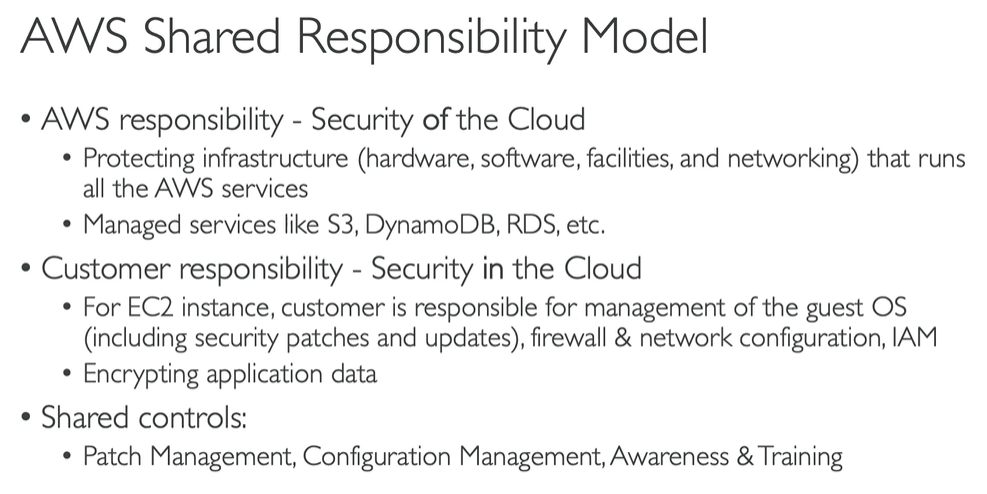 AWS Shared Responsibility Model
• AWS responsibility - Security of the Cloud
• Protecting infrastructure (hardware, software, facilities, and networking) that runs
all the AWS services
• Managed services like S3, DynamoDB, RDS, etc.
• Customer responsibility - Security in the Cloud
• For EC2 instance, customer is responsible for management of the guest OS
(including security patches and updates), firewall & network configuration, IAM
• Encrypting application data
• Shared controls:
• Patch Management, Configuration Management, Awareness & Training